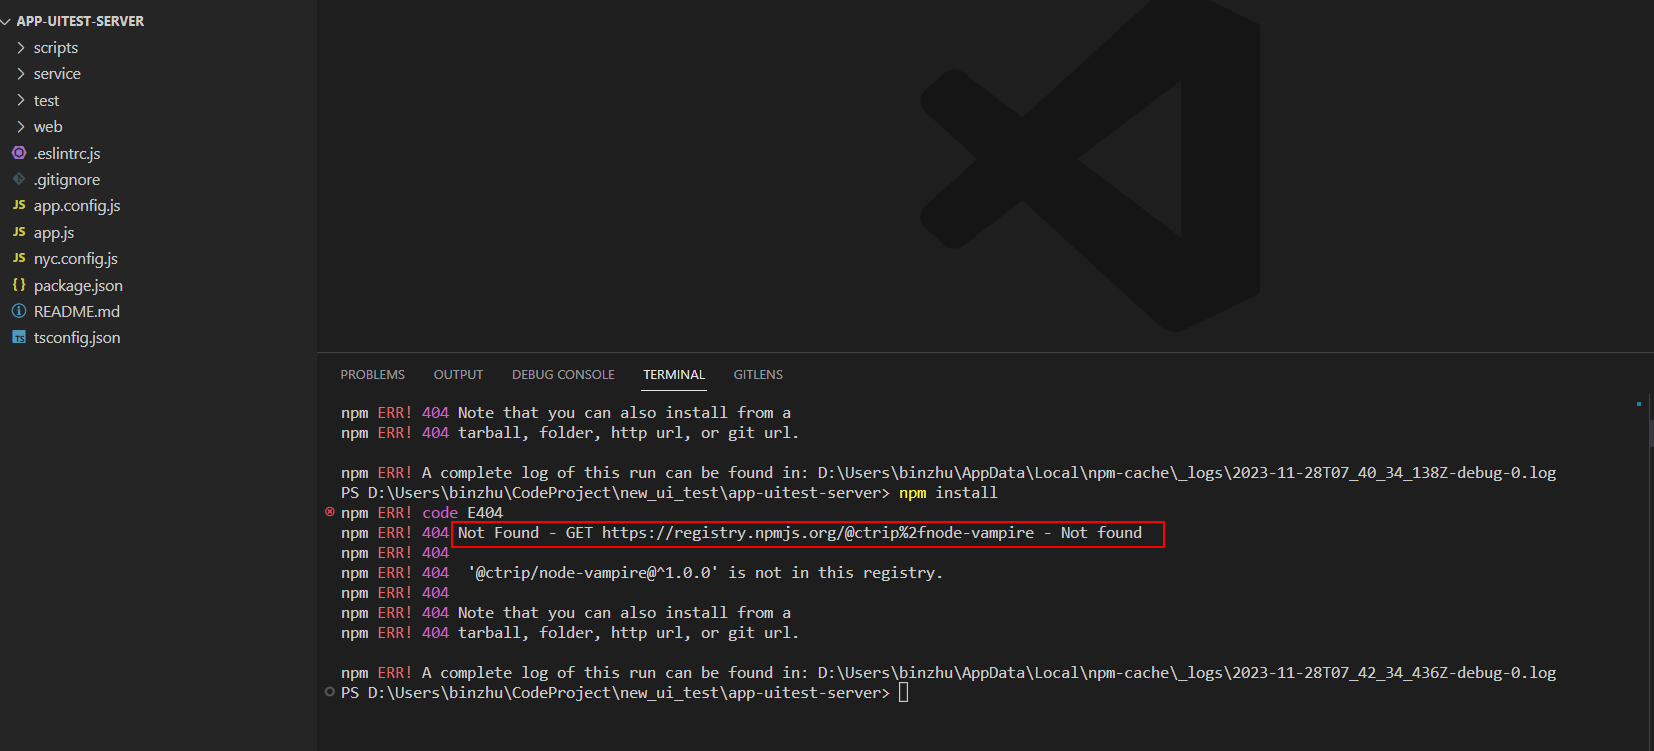 APP-UITEST-SERVER
scripts
service
test
web
.eslintrc.js
.gitignore
JS app.config.js
JS app.js
JS nyc.config.js
{} package.json
README.md
TS tsconfig.json
PROBLEMS OUTPUT DEBUG CONSOLE TERMINAL GITLENS
npm ERR! 404 Note that you can also install from a
npm ERR! 404 tarball, folder, http url, or git url.
npm ERR! A complete log of this run can be found in: D:\Users\binzhu\AppData\Local\npm-cache\_logs\2023-11-28T07_40_34_138Z-debug-0.log
PS D:\Users\binzhu\CodeProject\new_ui_test\app-uitest-server> npm install
npm ERR! code E404
npm ERR! 404 Not Found - GET https://registry.npmjs.org/@ctrip%2fnode-vampire - Not found
npm ERR! 404
npm ERR! 404  '@ctrip/node-vampire@^1.0.0' is not in this registry.
npm ERR! 404
npm ERR! 404 Note that you can also install from a
npm ERR! 404 tarball, folder, http url, or git url.
npm ERR! A complete log of this run can be found in: D:\Users\binzhu\AppData\Local\npm-cache\_logs\2023-11-28T07_42_34_436Z-debug-0.log
PS D:\Users\binzhu\CodeProject\new_ui_test\app-uitest-server>